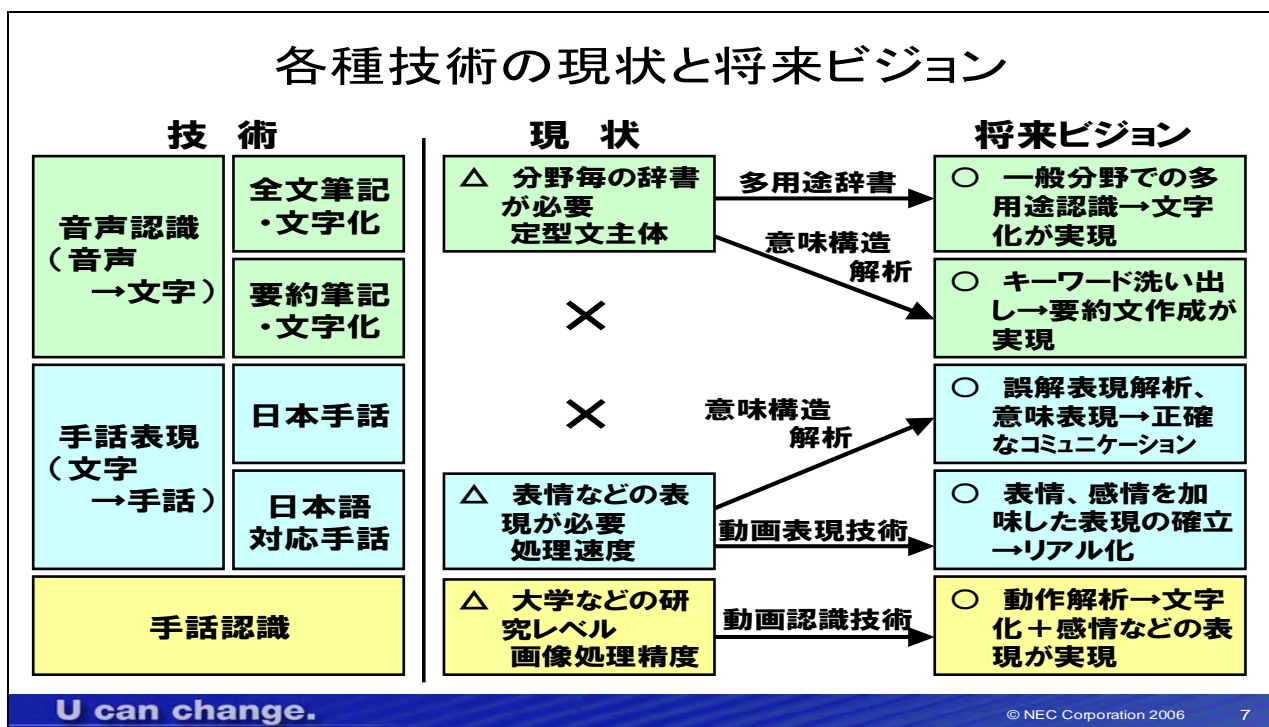 各種技術の現状と将来ビジョン
技 術
現 状
将来ビジョン
音声認識
(音声
→文字)
全文筆記
・文字化
△ 分野毎の辞書
が必要
定型文主体
多用途辞書
意味構造
解析
○ 一般分野での多
用途認識→文字
化が実現
要約筆記
・文字化
×
○ キーワード洗い出
し→要約文作成が
実現
手話表現
(文字
→手話)
日本手話
×
意味構造
解析
○ 誤解表現解析、
意味表現→正確
なコミュニケーション
日本語
対応手話
△ 表情などの表
現が必要
処理速度
動画表現技術
○ 表情、感情を加
味した表現の確立
→リアル化
手話認識
△ 大学などの研
究レベル
画像処理精度
動画認識技術
○ 動作解析→文字
化+感情などの表
現が実現
U can change.
© NEC Corporation 2006
7